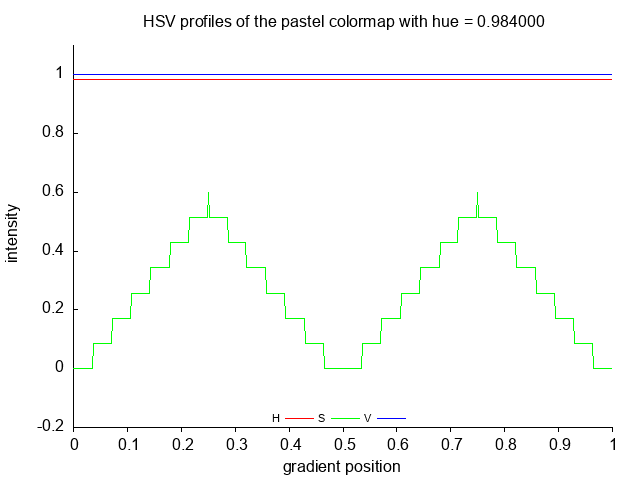 HSV profiles of the pastel colormap with hue = 0.984000
1
0.8
0.6
0.4
0.2
0
-0.2
intensity
H S V
0 0.1 0.2 0.3 0.4 0.5 0.6 0.7 0.8 0.9 1
gradient position